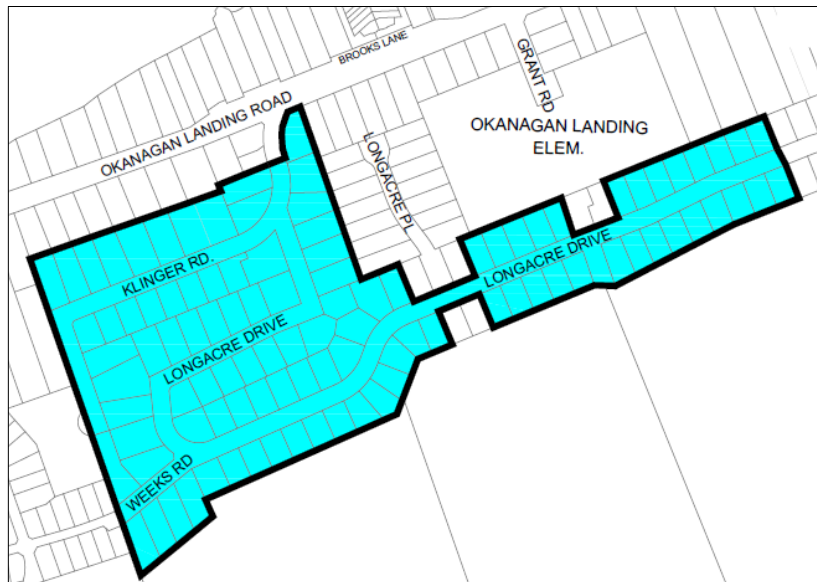 BROOKS LANE
GRANT RD
OKANAGAN LANDING ROAD
OKANAGAN LANDING
ELEM.
LONGACRE PL
KLINGER RD.
LONGACRE DRIVE
LONGACRE DRIVE
WEEKS RD